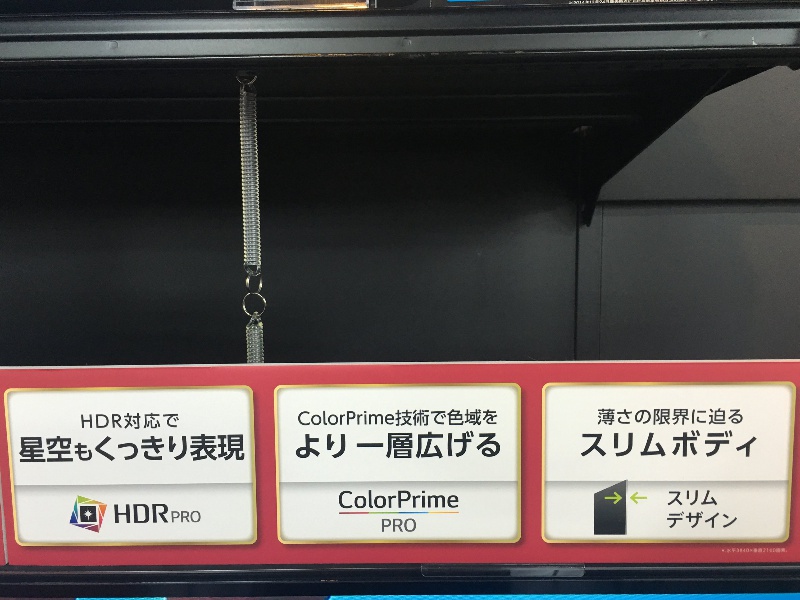 HDR対応で
星空もくっきり表現
HDR PRO
ColorPrime技術で色域を
より一層広げる
ColorPrime
PRO
薄さの限界に迫る
スリムボディ
スリム
デザイン